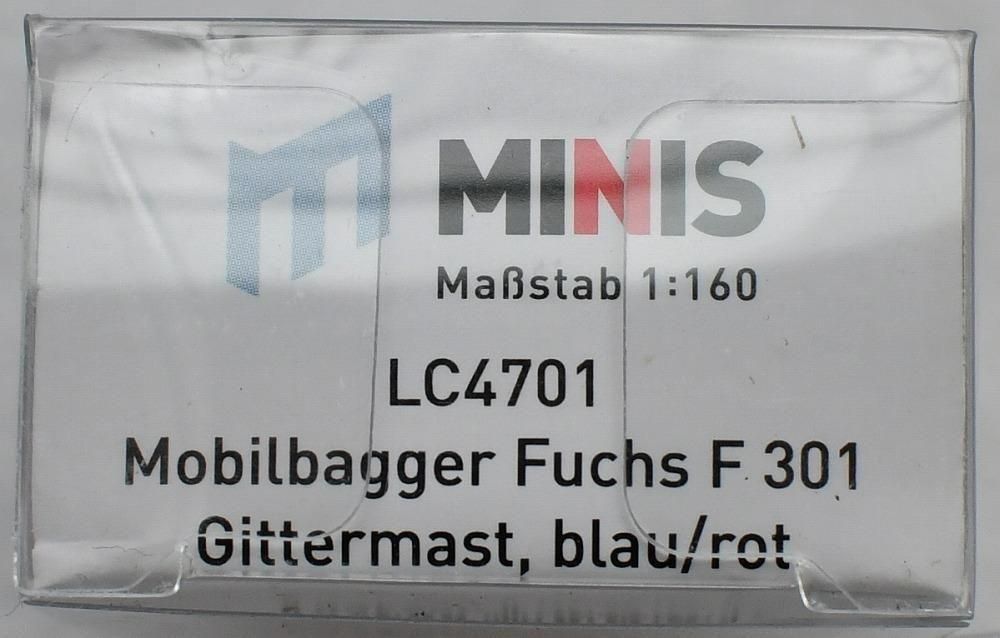 MINIS
Maßstab 1:160
LC4701
Mobilbagger Fuchs F 301
Gittermast, blau/rot